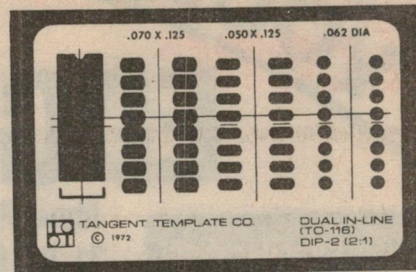 .070 X .125 .050 X .125 .062 DIA
TANGENT TEMPLATE CO.
© 1972
DUAL IN-LINE
(TO-116)
DIP-2 (2:1)